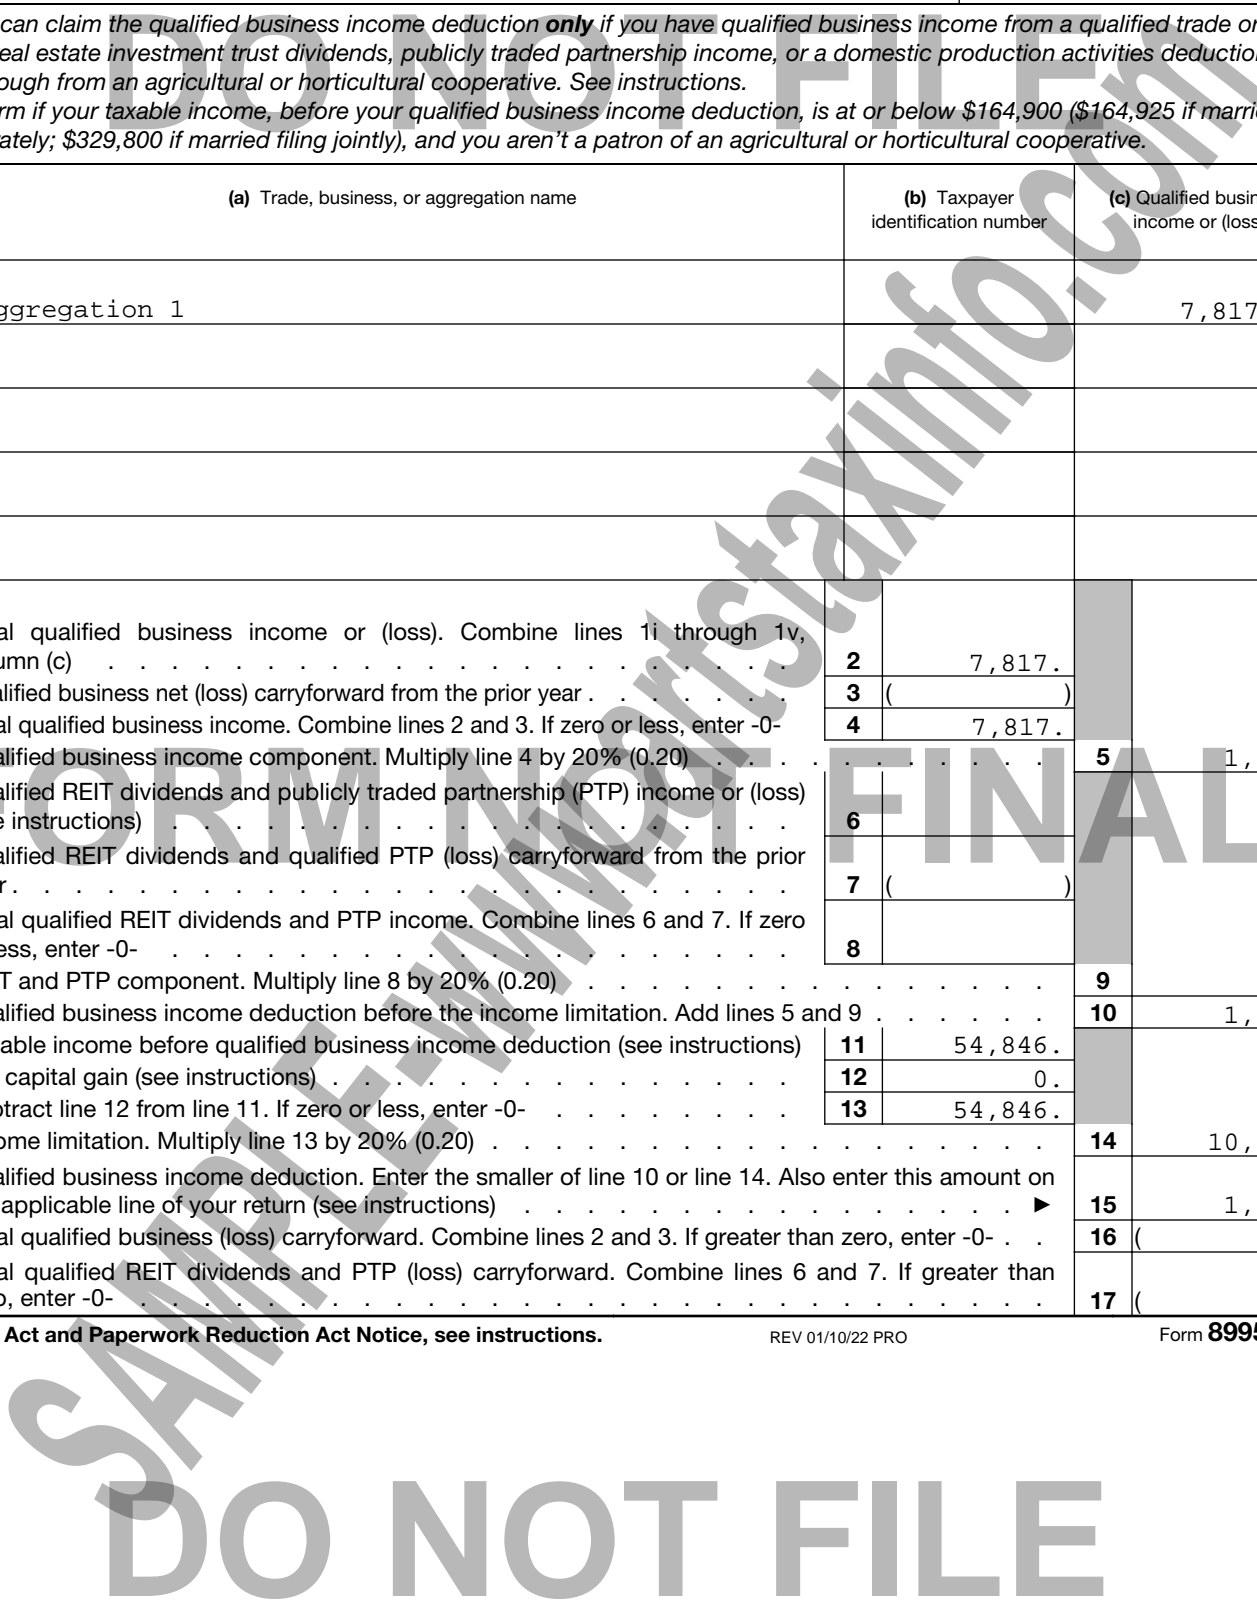 can claim the qualified business income deduction only if you have qualified business income from a qualified trade or
eal estate investment trust dividends, publicly traded partnership income, or a domestic production activities deduction
ough from an agricultural or horticultural cooperative. See instructions.
rm if your taxable income, before your qualified business income deduction, is at or below $164,900 ($164,925 if marrie
ately; $329,800 if married filing jointly), and you aren't a patron of an agricultural or horticultural cooperative.
DO NOT FILE
(a) Trade, business, or aggregation name
(b) Taxpayer
identification number
(c) Qualified busin
income or (loss
ggregation 1 7,817
al qualified business income or (loss). Combine lines 1i through 1v,
umn (c) . . . . . . . . . . . . . . . . . . . . . . 2 7,817.
alified business net (loss) carryforward from the prior year . . . . . . . 3 ( )
al qualified business income. Combine lines 2 and 3. If zero or less, enter -0- 4 7,817.
alified business income component. Multiply line 4 by 20% (0.20) . . . . . . . . . . . 5 1,
FORM NOT FINAL
alified REIT dividends and publicly traded partnership (PTP) income or (loss)
e instructions) . . . . . . . . . . . . . . . . . . . . 6
alified REIT dividends and qualified PTP (loss) carryforward from the prior
r . . . . . . . . . . . . . . . . . . . . . . . . . 7 ( )
al qualified REIT dividends and PTP income. Combine lines 6 and 7. If zero
ess, enter -0- . . . . . . . . . . . . . . . . . . . . 8
T and PTP component. Multiply line 8 by 20% (0.20) . . . . . . . . . . . . . . . 9
alified business income deduction before the income limitation. Add lines 5 and 9 . . . . . . 10 1,
able income before qualified business income deduction (see instructions) 11 54,846.
capital gain (see instructions) . . . . . . . . . . . . . . . 12 0.
otract line 12 from line 11. If zero or less, enter -0- . . . . . . . . 13 54,846.
ome limitation. Multiply line 13 by 20% (0.20) . . . . . . . . . . . . . . . . . . 14 10,
alified business income deduction. Enter the smaller of line 10 or line 14. Also enter this amount on
applicable line of your return (see instructions) . . . . . . . . . . . . . . . . ▶ 15 1,
al qualified business (loss) carryforward. Combine lines 2 and 3. If greater than zero, enter -0- . . 16 (
al qualified REIT dividends and PTP (loss) carryforward. Combine lines 6 and 7. If greater than
o, enter -0- . . . . . . . . . . . . . . . . . . . . . . . . . . . . . 17 (
Act and Paperwork Reduction Act Notice, see instructions. REV 01/10/22 PRO Form 8995
SAMPLE-www.partstaxinfo.com
DO NOT FILE